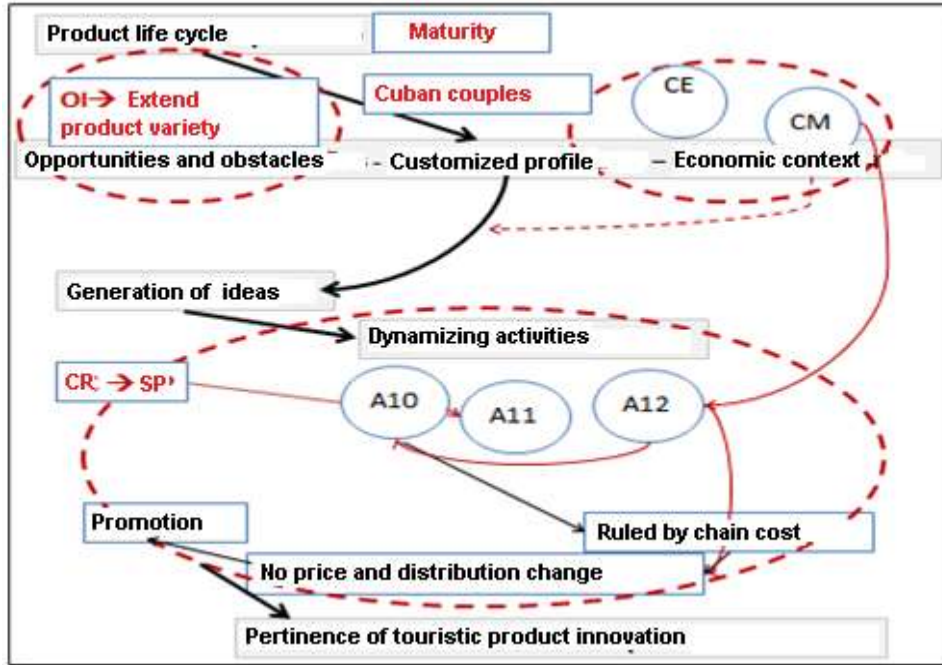 Product life cycle
Maturity
OI→ Extend
product variety
Cuban couples
CE
CM
Opportunities and obstacles - Customized profile – Economic context
Generation of ideas
Dynamizing activities
CR → SP
A10
A11
A12
Promotion
Ruled by chain cost
No price and distribution change
Pertinence of touristic product innovation